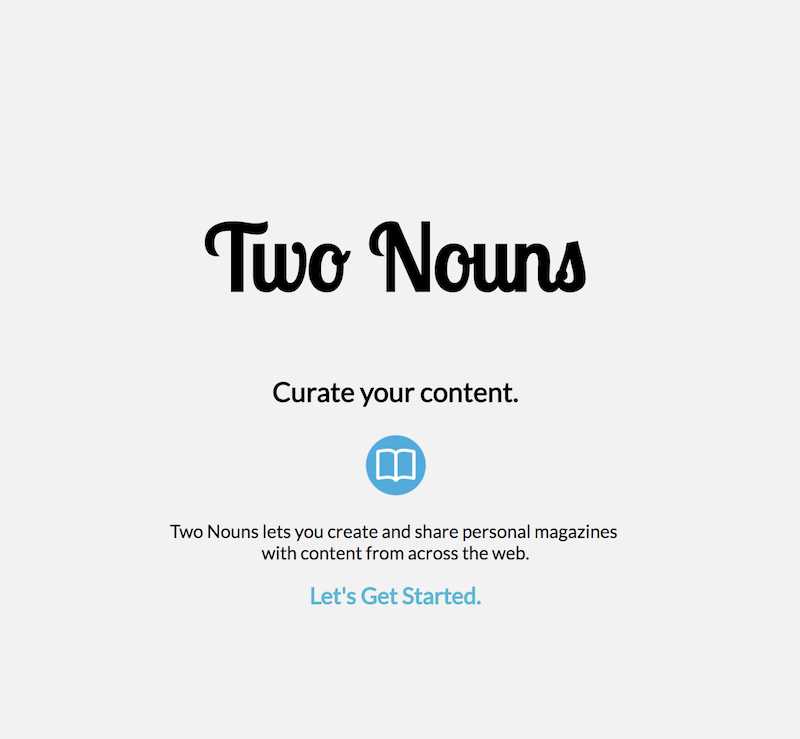 Two Nouns
Curate your content.
Two Nouns lets you create and share personal magazines
with content from across the web.
Let's Get Started.